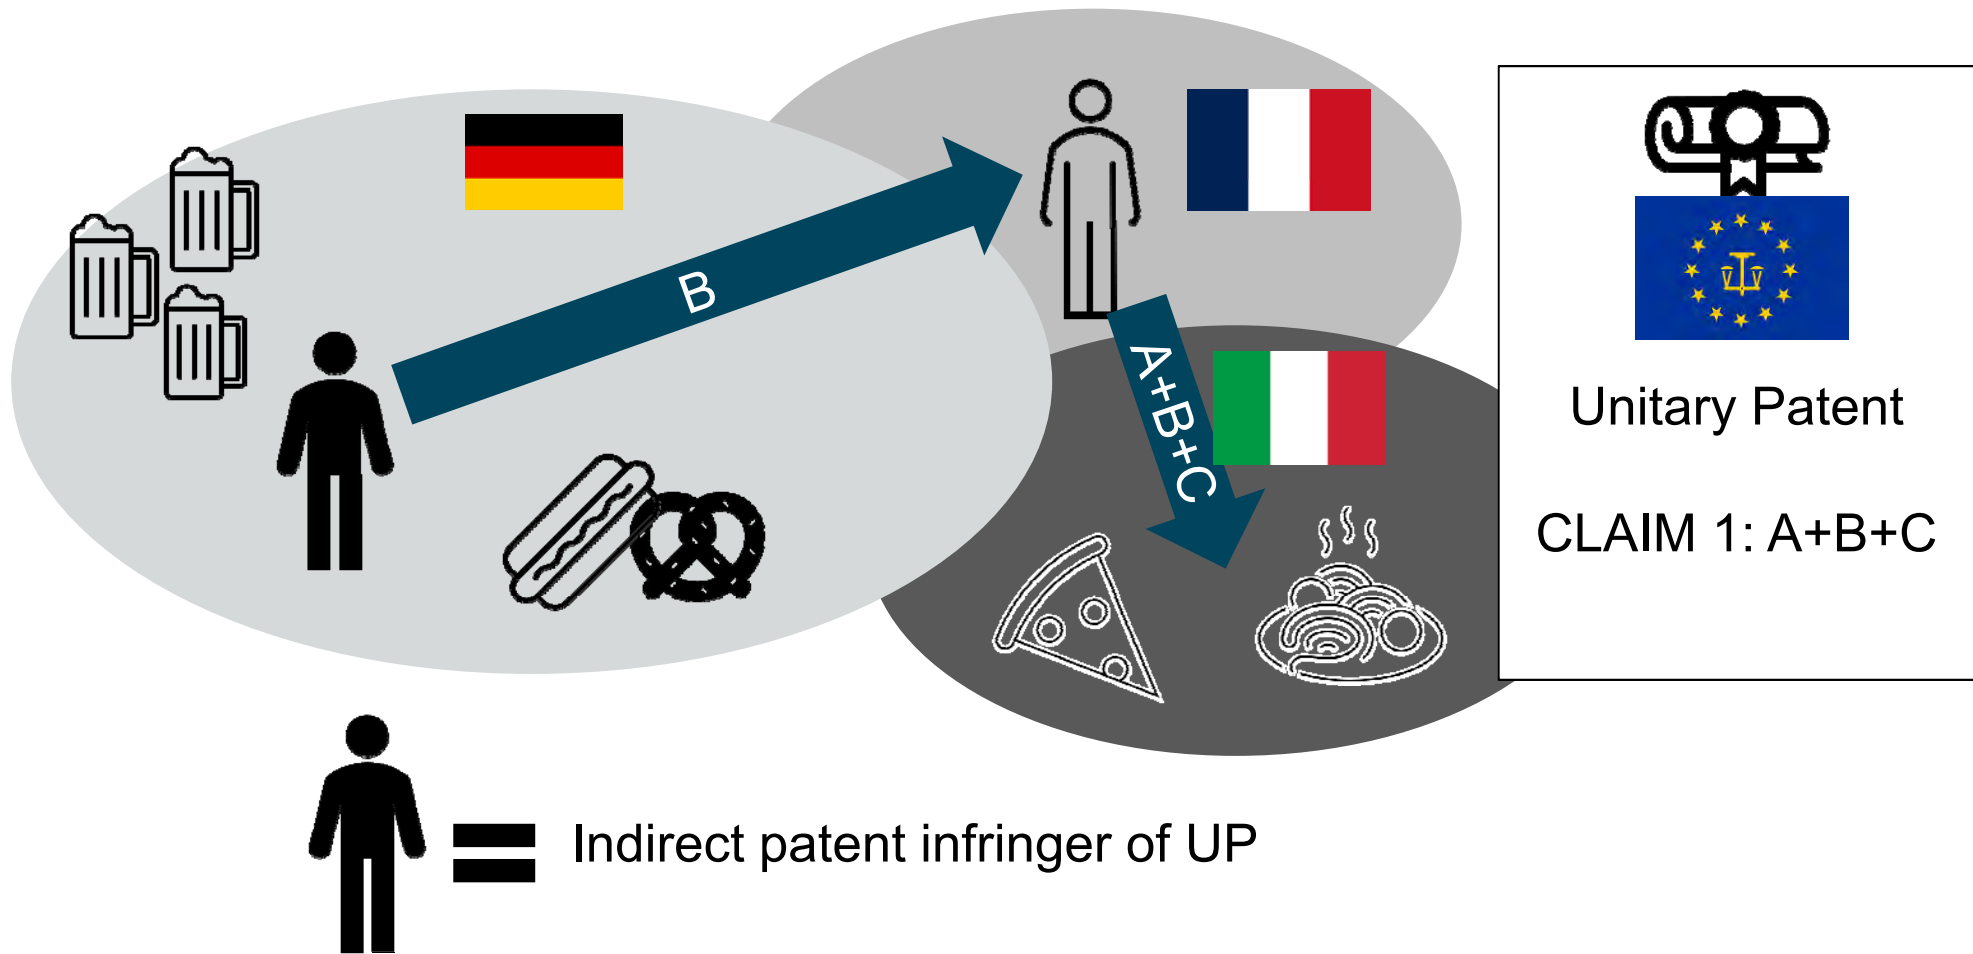 B
A+B+C
Unitary Patent
CLAIM 1: A+B+C
Indirect patent infringer of UP